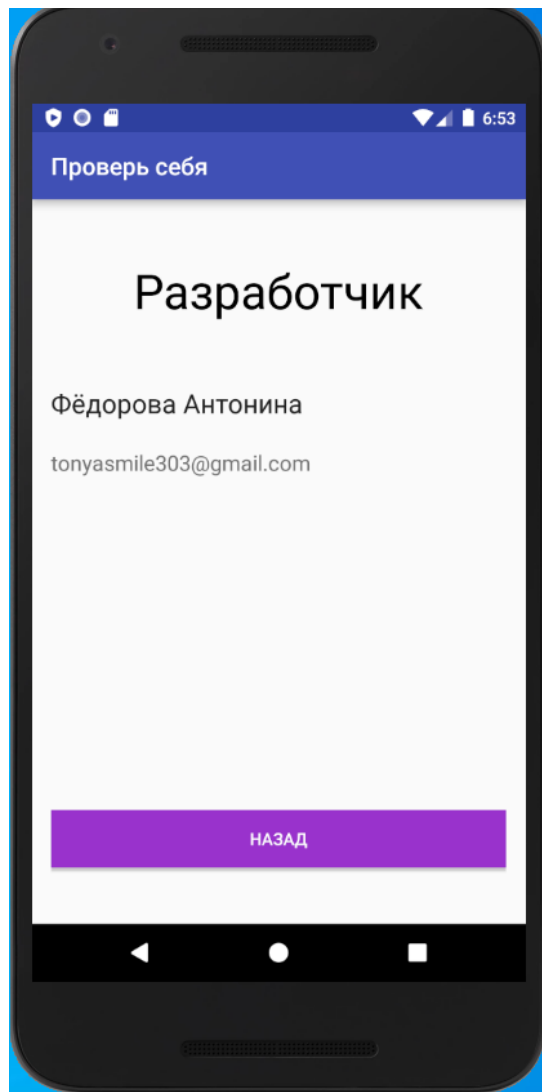 6:53
Проверь себя
Разработчик
Фёдорова Антонина
tonyasmile303@gmail.com
НАЗАД